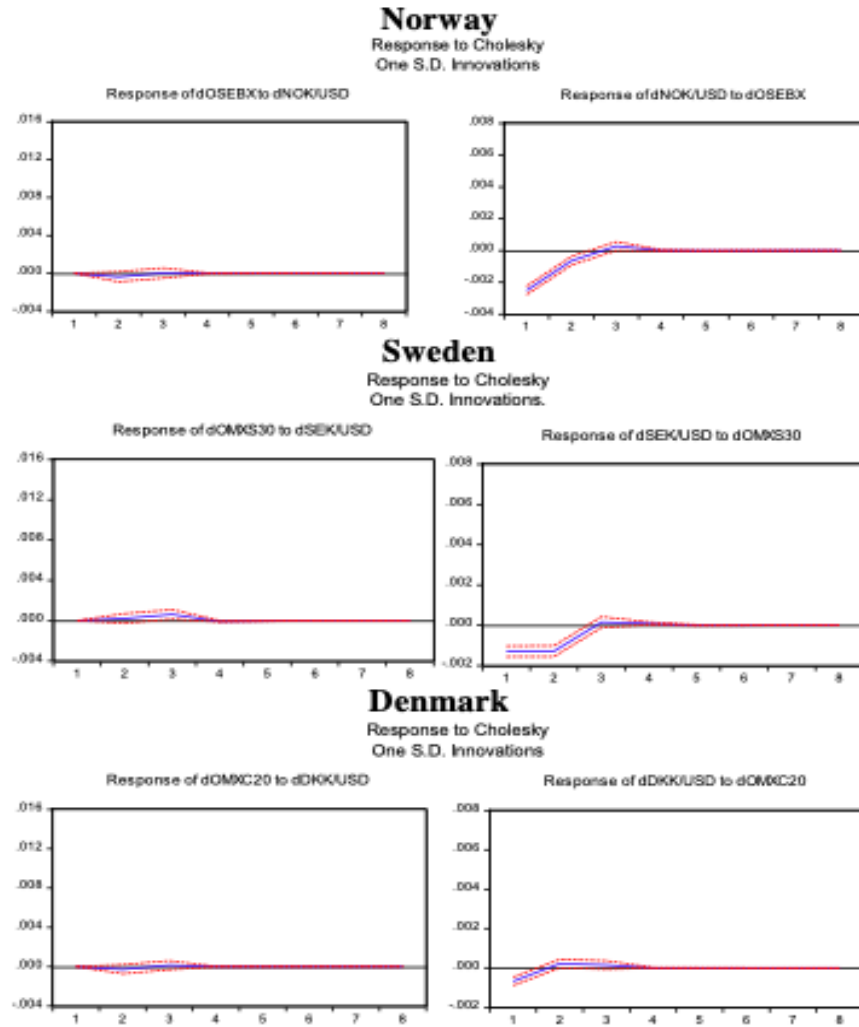 Norway
Response to Cholesky
One S.D. Innovations
Response of dOSEBX to dNOK/USD
Response of dNOK/USD to dOSEBX
.016
.012
.008
.004
.000
-.004
1 2 3 4 5 6 7 8
.008
.006
.004
.002
.000
-.002
-.004
1 2 3 4 5 6 7 8
Sweden
Response to Cholesky
One S.D. Innovations.
Response of dOMXS30 to dSEK/USD
Response of dSEK/USD to dOMXS30
.016
.012
.008
.004
.000
-.004
1 2 3 4 5 6 7 8
.008
.006
.004
.002
.000
-.002
1 2 3 4 5 6 7 8
Denmark
Response to Cholesky
One S.D. Innovations
Response of dOMXC20 to dDKK/USD
Response of dDKK/USD to dOMXC20
.016
.012
.008
.004
.000
-.004
1 2 3 4 5 6 7 8
.008
.006
.004
.002
.000
-.002
1 2 3 4 5 6 7 8